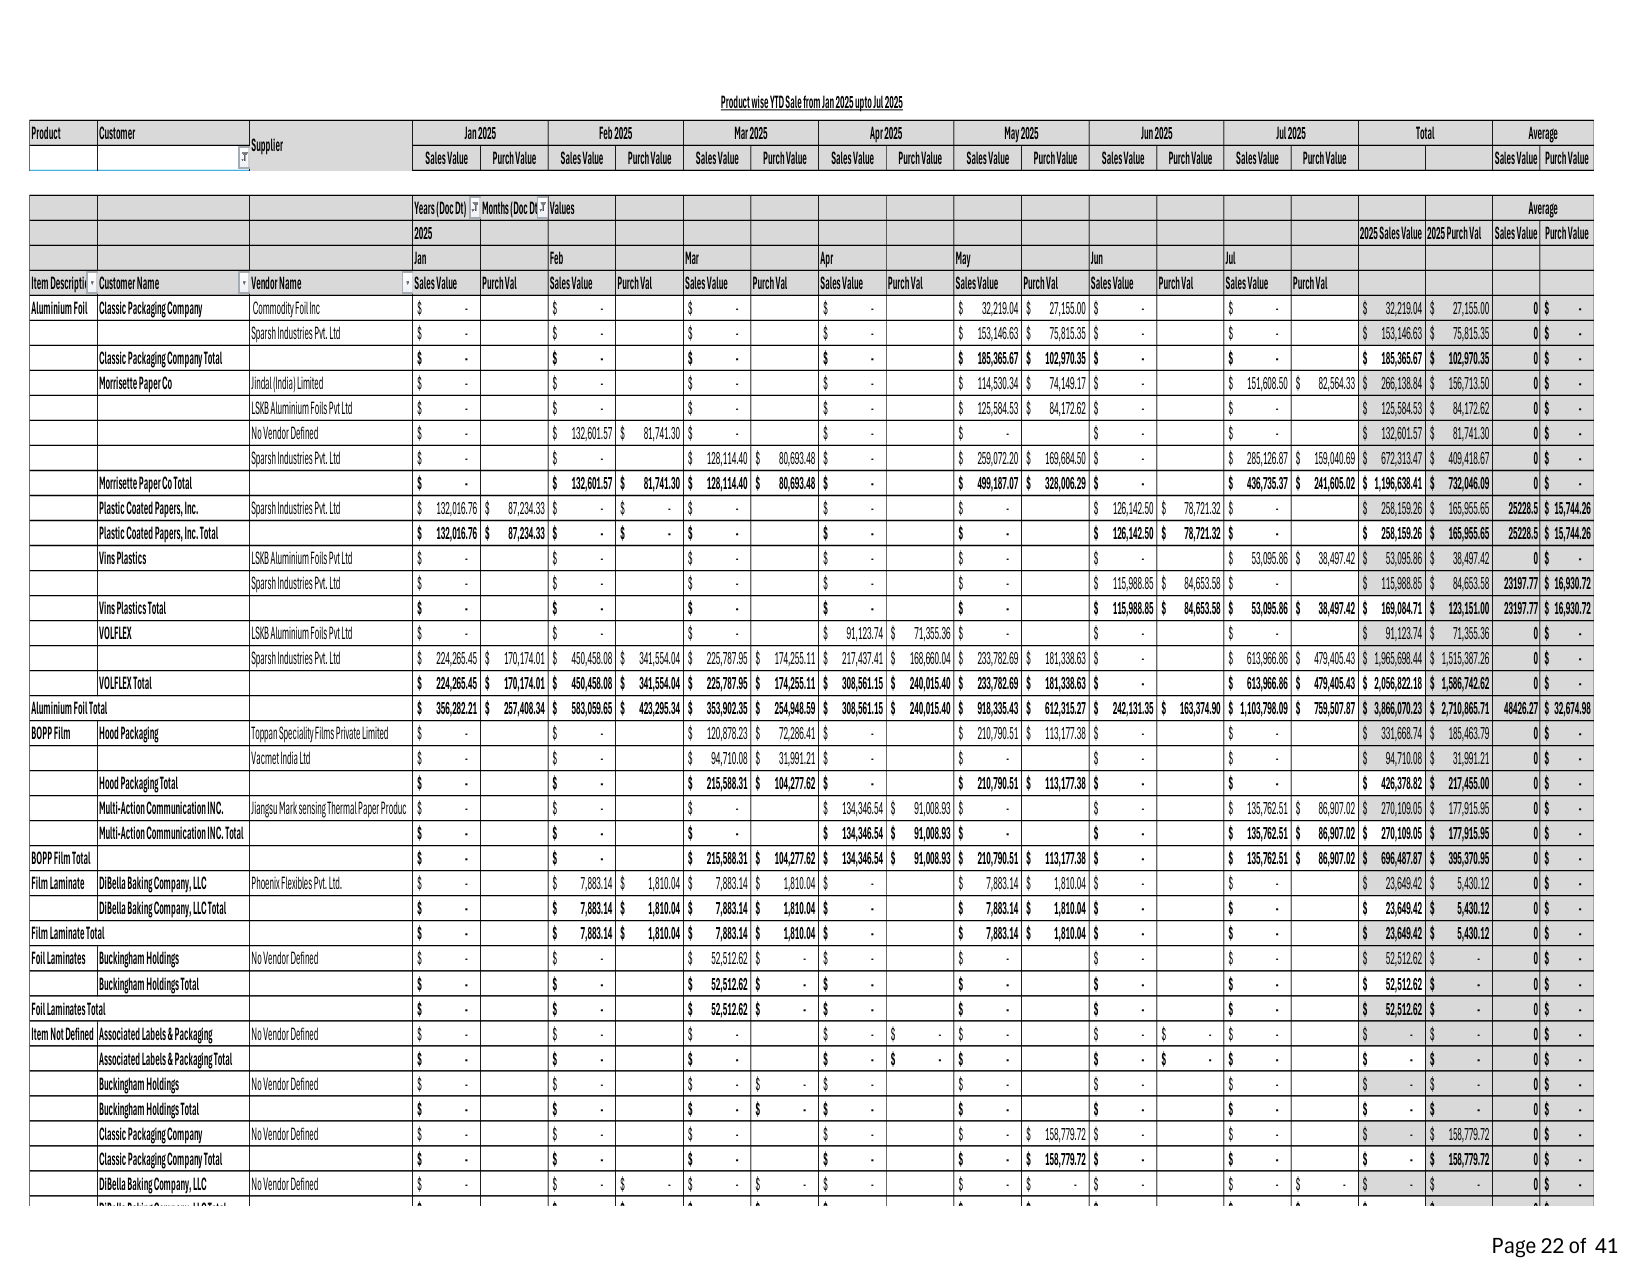 Product wise YTD Sale from Jan 2025 upto Jul 2025
Product Customer Supplier Jan 2025 Feb 2025 Mar 2025 Apr 2025 May 2025 Jun 2025 Jul 2025 Total Average
Sales Value Purch Value Sales Value Purch Value Sales Value Purch Value Sales Value Purch Value Sales Value Purch Value Sales Value Purch Value Sales Value Purch Value Sales Value Purch Value
Years (Doc Dt) Months (Doc Dt Values Average
2025 2025 Sales Value 2025 Purch Val Sales Value Purch Value
Jan Feb Mar Apr May Jun Jul
Item Descripti Customer Name Vendor Name Sales Value Purch Val Sales Value Purch Val Sales Value Purch Val Sales Value Purch Val Sales Value Purch Val Sales Value Purch Val Sales Value Purch Val
Aluminium Foil Classic Packaging Company Commodity Foil Inc $ - $ - $ - $ - $ 32,219.04 $ 27,155.00 $ - $ - $ 32,219.04 $ 27,155.00 0 $ -
Sparsh Industries Pvt. Ltd $ - $ - $ - $ - $ 153,146.63 $ 75,815.35 $ - $ - $ 153,146.63 $ 75,815.35 0 $ -
Classic Packaging Company Total $ - $ - $ - $ - $ 185,365.67 $ 102,970.35 $ - $ - $ 185,365.67 $ 102,970.35 0 $ -
Morrisette Paper Co Jindal (India) Limited $ - $ - $ - $ - $ 114,530.34 $ 74,149.17 $ - $ 151,608.50 $ 82,564.33 $ 266,138.84 $ 156,713.50 0 $ -
LSKB Aluminium Foils Pvt Ltd $ - $ - $ - $ - $ 125,584.53 $ 84,172.62 $ - $ - $ 125,584.53 $ 84,172.62 0 $ -
No Vendor Defined $ - $ 132,601.57 $ 81,741.30 $ - $ - $ - $ - $ - $ 132,601.57 $ 81,741.30 0 $ -
Sparsh Industries Pvt. Ltd $ - $ - $ 128,114.40 $ 80,693.48 $ - $ 259,072.20 $ 169,684.50 $ - $ 285,126.87 $ 159,040.69 $ 672,313.47 $ 409,418.67 0 $ -
Morrisette Paper Co Total $ - $ 132,601.57 $ 81,741.30 $ 128,114.40 $ 80,693.48 $ - $ 499,187.07 $ 328,006.29 $ - $ 436,735.37 $ 241,605.02 $ 1,196,638.41 $ 732,046.09 0 $ -
Plastic Coated Papers, Inc. Sparsh Industries Pvt. Ltd $ 132,016.76 $ 87,234.33 $ - $ - $ - $ - $ - $ 126,142.50 $ 78,721.32 $ - $ 258,159.26 $ 165,955.65 25228.5 $ 15,744.26
Plastic Coated Papers, Inc. Total $ 132,016.76 $ 87,234.33 $ - $ - $ - $ - $ - $ 126,142.50 $ 78,721.32 $ - $ 258,159.26 $ 165,955.65 25228.5 $ 15,744.26
Vins Plastics LSKB Aluminium Foils Pvt Ltd $ - $ - $ - $ - $ - $ - $ 53,095.86 $ 38,497.42 $ 53,095.86 $ 38,497.42 0 $ -
Sparsh Industries Pvt. Ltd $ - $ - $ - $ - $ - $ 115,988.85 $ 84,653.58 $ - $ 115,988.85 $ 84,653.58 23197.77 $ 16,930.72
Vins Plastics Total $ - $ - $ - $ - $ - $ 115,988.85 $ 84,653.58 $ 53,095.86 $ 38,497.42 $ 169,084.71 $ 123,151.00 23197.77 $ 16,930.72
VOLFLEX LSKB Aluminium Foils Pvt Ltd $ - $ - $ - $ 91,123.74 $ 71,355.36 $ - $ - $ - $ 91,123.74 $ 71,355.36 0 $ -
Sparsh Industries Pvt. Ltd $ 224,265.45 $ 170,174.01 $ 450,458.08 $ 341,554.04 $ 225,787.95 $ 174,255.11 $ 217,437.41 $ 168,660.04 $ 233,782.69 $ 181,338.63 $ - $ 613,966.86 $ 479,405.43 $ 1,965,698.44 $ 1,515,387.26 0 $ -
VOLFLEX Total $ 224,265.45 $ 170,174.01 $ 450,458.08 $ 341,554.04 $ 225,787.95 $ 174,255.11 $ 308,561.15 $ 240,015.40 $ 233,782.69 $ 181,338.63 $ - $ 613,966.86 $ 479,405.43 $ 2,056,822.18 $ 1,586,742.62 0 $ -
Aluminium Foil Total $ 356,282.21 $ 257,408.34 $ 583,059.65 $ 423,295.34 $ 353,902.35 $ 254,948.59 $ 308,561.15 $ 240,015.40 $ 918,335.43 $ 612,315.27 $ 242,131.35 $ 163,374.90 $ 1,103,798.09 $ 759,507.87 $ 3,866,070.23 $ 2,710,865.71 48426.27 $ 32,674.98
BOPP Film Hood Packaging Toppan Speciality Films Private Limited $ - $ - $ 120,878.23 $ 72,286.41 $ - $ 210,790.51 $ 113,177.38 $ - $ - $ 331,668.74 $ 185,463.79 0 $ -
Vacmet India Ltd $ - $ - $ 94,710.08 $ 31,991.21 $ - $ - $ - $ - $ 94,710.08 $ 31,991.21 0 $ -
Hood Packaging Total $ - $ - $ 215,588.31 $ 104,277.62 $ - $ 210,790.51 $ 113,177.38 $ - $ - $ 426,378.82 $ 217,455.00 0 $ -
Multi-Action Communication INC. Jiangsu Mark sensing Thermal Paper Produc $ - $ - $ - $ 134,346.54 $ 91,008.93 $ - $ - $ 135,762.51 $ 86,907.02 $ 270,109.05 $ 177,915.95 0 $ -
Multi-Action Communication INC. Total $ - $ - $ - $ 134,346.54 $ 91,008.93 $ - $ - $ 135,762.51 $ 86,907.02 $ 270,109.05 $ 177,915.95 0 $ -
BOPP Film Total $ - $ - $ 215,588.31 $ 104,277.62 $ 134,346.54 $ 91,008.93 $ 210,790.51 $ 113,177.38 $ - $ 135,762.51 $ 86,907.02 $ 696,487.87 $ 395,370.95 0 $ -
Film Laminate DiBella Baking Company, LLC Phoenix Flexibles Pvt. Ltd. $ - $ 7,883.14 $ 1,810.04 $ 7,883.14 $ 1,810.04 $ - $ 7,883.14 $ 1,810.04 $ - $ - $ 23,649.42 $ 5,430.12 0 $ -
DiBella Baking Company, LLC Total $ - $ 7,883.14 $ 1,810.04 $ 7,883.14 $ 1,810.04 $ - $ 7,883.14 $ 1,810.04 $ - $ - $ 23,649.42 $ 5,430.12 0 $ -
Film Laminate Total $ - $ 7,883.14 $ 1,810.04 $ 7,883.14 $ 1,810.04 $ - $ 7,883.14 $ 1,810.04 $ - $ - $ 23,649.42 $ 5,430.12 0 $ -
Foil Laminates Buckingham Holdings No Vendor Defined $ - $ - $ 52,512.62 $ - $ - $ - $ - $ - $ 52,512.62 $ - 0 $ -
Buckingham Holdings Total $ - $ - $ 52,512.62 $ - $ - $ - $ - $ - $ 52,512.62 $ - 0 $ -
Foil Laminates Total $ - $ - $ 52,512.62 $ - $ - $ - $ - $ - $ 52,512.62 $ - 0 $ -
Item Not Defined Associated Labels & Packaging No Vendor Defined $ - $ - $ - $ - $ - $ - $ - $ - $ - $ - $ - 0 $ -
Associated Labels & Packaging Total $ - $ - $ - $ - $ - $ - $ - $ - $ - $ - $ - 0 $ -
Buckingham Holdings No Vendor Defined $ - $ - $ - $ - $ - $ - $ - $ - $ - $ - 0 $ -
Buckingham Holdings Total $ - $ - $ - $ - $ - $ - $ - $ - $ - $ - 0 $ -
Classic Packaging Company No Vendor Defined $ - $ - $ - $ - $ - $ 158,779.72 $ - $ - $ - $ 158,779.72 0 $ -
Classic Packaging Company Total $ - $ - $ - $ - $ - $ 158,779.72 $ - $ - $ - $ 158,779.72 0 $ -
DiBella Baking Company, LLC No Vendor Defined $ - $ - $ - $ - $ - $ - $ - $ - $ - $ - $ - $ - $ - 0 $ -
Page 22 of 41